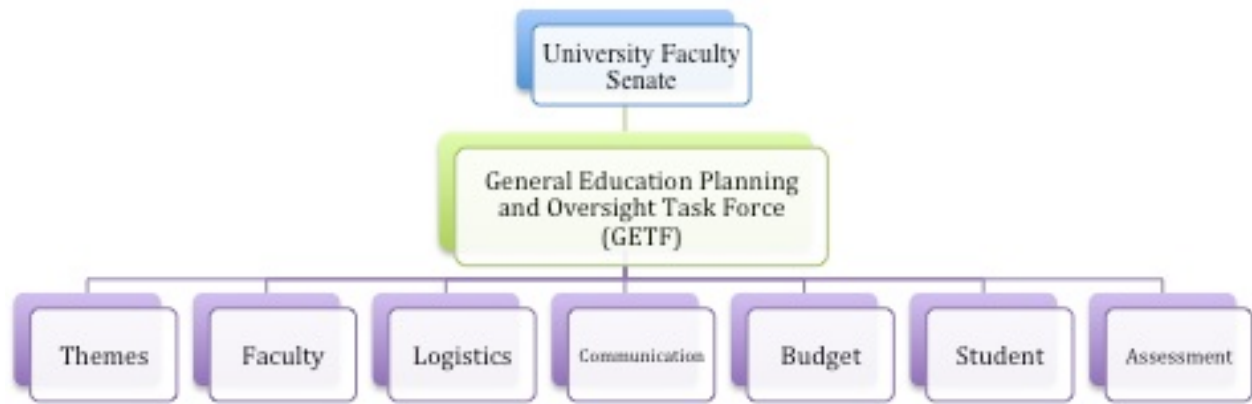 University Faculty
Senate
General Education Planning
and Oversight Task Force
(GETF)
Themes
Faculty
Logistics
Communication
Budget
Student
Assessment